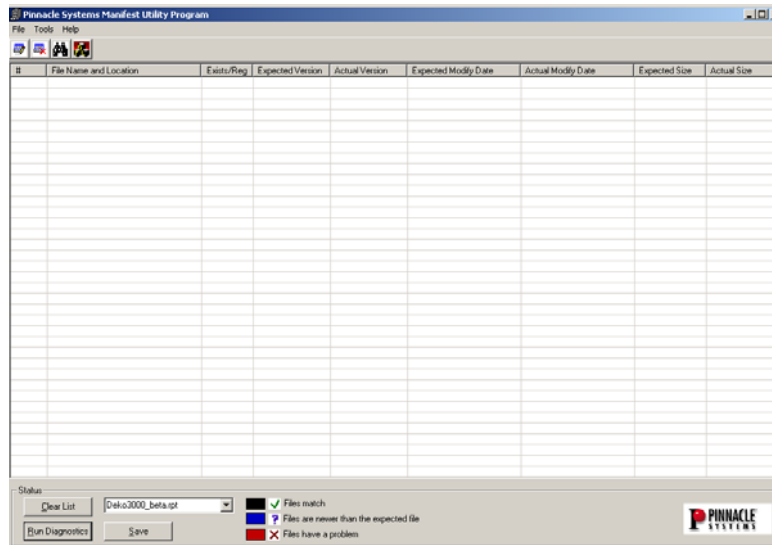 Pinnacle Systems Manifest Utility Program
File Tools Help
# File Name and Location Exists/Reg Expected Version Actual Version Expected Modify Date Actual Modify Date Expected Size Actual Size
Status
Clear List Deko3000_beta.rpt
Run Diagnostics Save
Files match
? Files are newer than the expected file
Files have a problem
PINNACLE
SYSTEMS